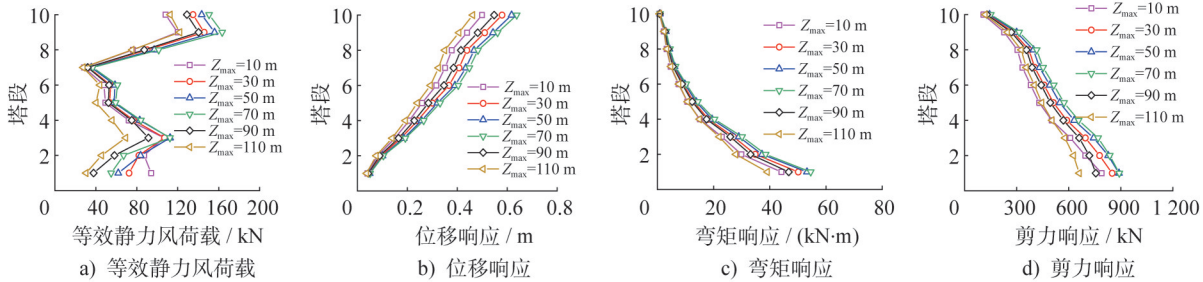 塔段
10
8
6
4
2
0
40
80
120
160
200
Zmax=10 m
Zmax=30 m
Zmax=50 m
Zmax=70 m
Zmax=90 m
Zmax=110 m
等效静力风荷载 / kN
a) 等效静力风荷载
塔段
10
8
6
4
2
0
0.2
0.4
0.6
0.8
Zmax=10 m
Zmax=30 m
Zmax=50 m
Zmax=70 m
Zmax=90 m
Zmax=110 m
位移响应 / m
b) 位移响应
塔段
10
8
6
4
2
0
20
40
60
80
Zmax=10 m
Zmax=30 m
Zmax=50 m
Zmax=70 m
Zmax=90 m
Zmax=110 m
弯矩响应 / (kN·m)
c) 弯矩响应
塔段
10
8
6
4
2
0
300
600
900
1 200
Zmax=10 m
Zmax=30 m
Zmax=50 m
Zmax=70 m
Zmax=90 m
Zmax=110 m
剪力响应 / kN
d) 剪力响应